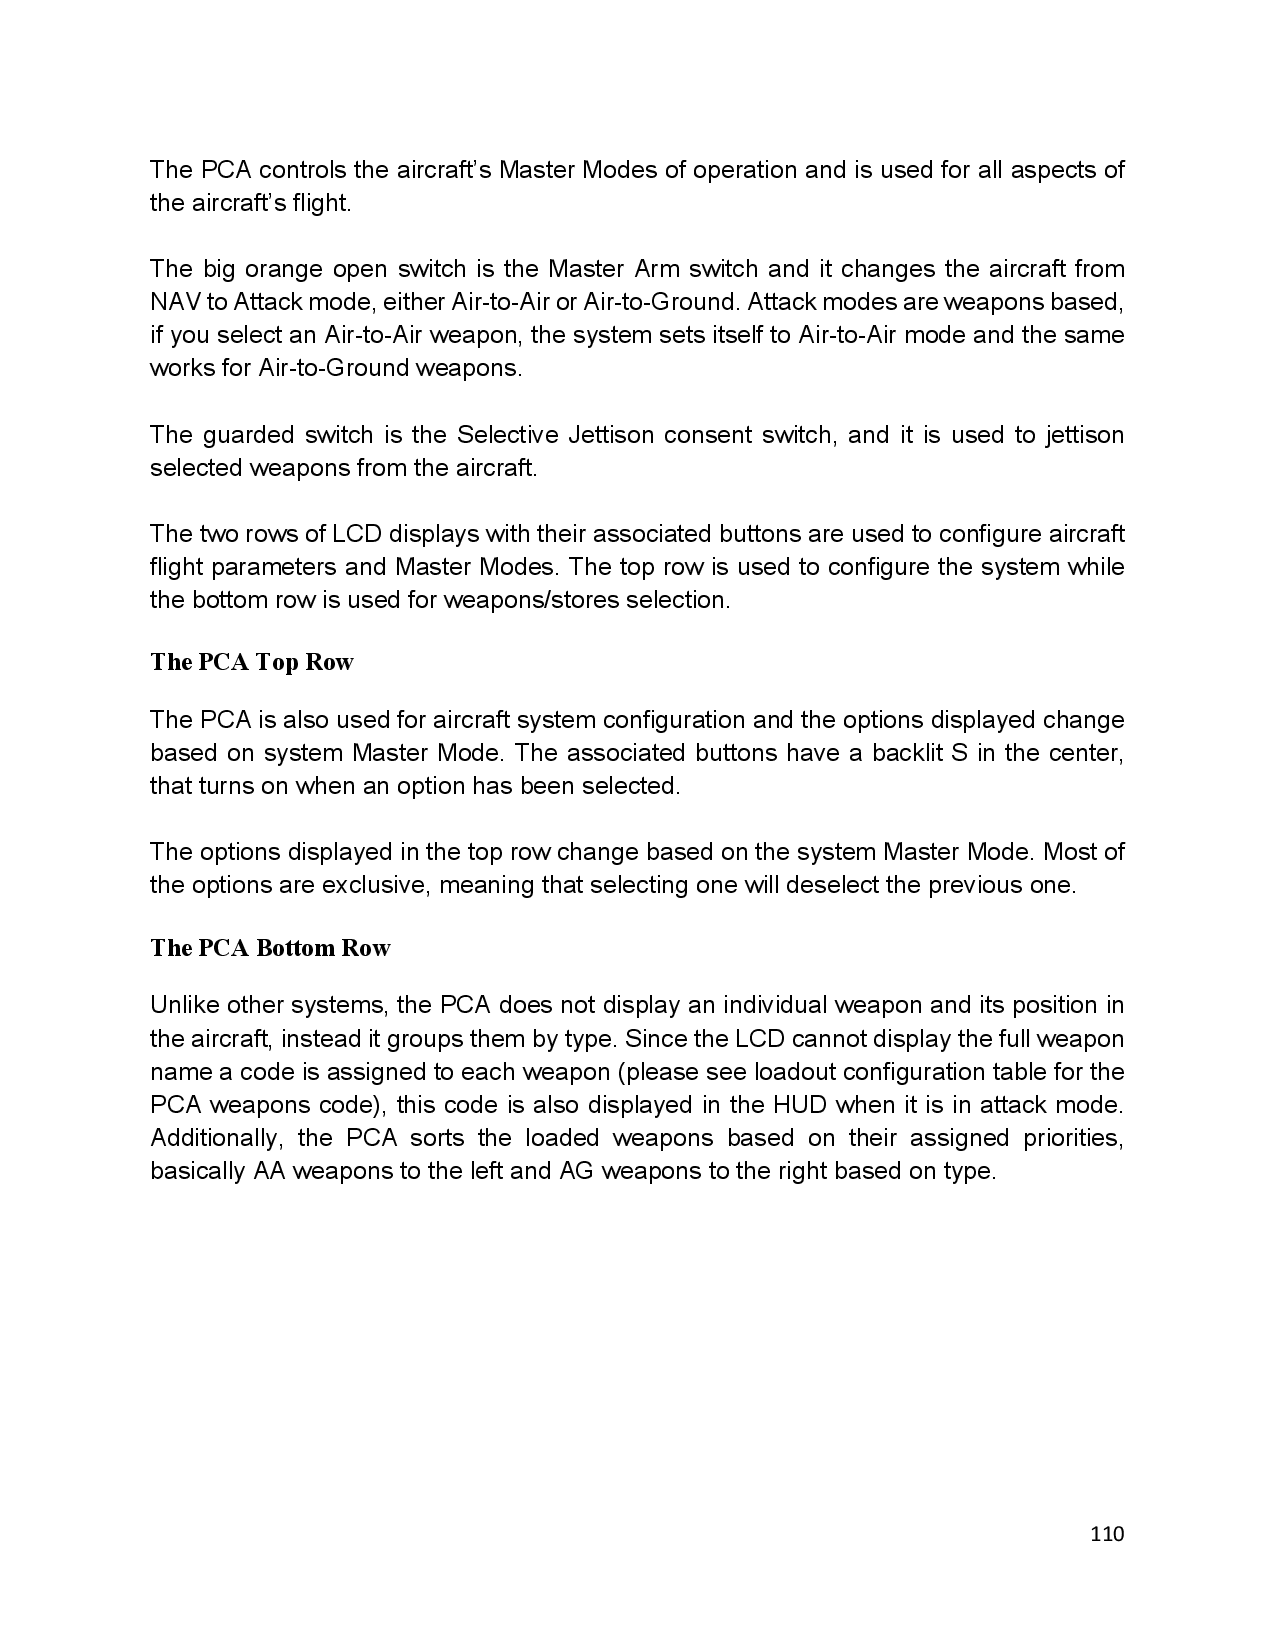 The PCA controls the aircraft’s Master Modes of operation and is used for all aspects of
the aircraft’s flight.
The big orange open switch is the Master Arm switch and it changes the aircraft from
NAV to Attack mode, either Air-to-Air or Air-to-Ground. Attack modes are weapons based,
if you select an Air-to-Air weapon, the system sets itself to Air-to-Air mode and the same
works for Air-to-Ground weapons.
The guarded switch is the Selective Jettison consent switch, and it is used to jettison
selected weapons from the aircraft.
The two rows of LCD displays with their associated buttons are used to configure aircraft
flight parameters and Master Modes. The top row is used to configure the system while
the bottom row is used for weapons/stores selection.
The PCA Top Row
The PCA is also used for aircraft system configuration and the options displayed change
based on system Master Mode. The associated buttons have a backlit S in the center,
that turns on when an option has been selected.
The options displayed in the top row change based on the system Master Mode. Most of
the options are exclusive, meaning that selecting one will deselect the previous one.
The PCA Bottom Row
Unlike other systems, the PCA does not display an individual weapon and its position in
the aircraft, instead it groups them by type. Since the LCD cannot display the full weapon
name a code is assigned to each weapon (please see loadout configuration table for the
PCA weapons code), this code is also displayed in the HUD when it is in attack mode.
Additionally, the PCA sorts the loaded weapons based on their assigned priorities,
basically AA weapons to the left and AG weapons to the right based on type.
110